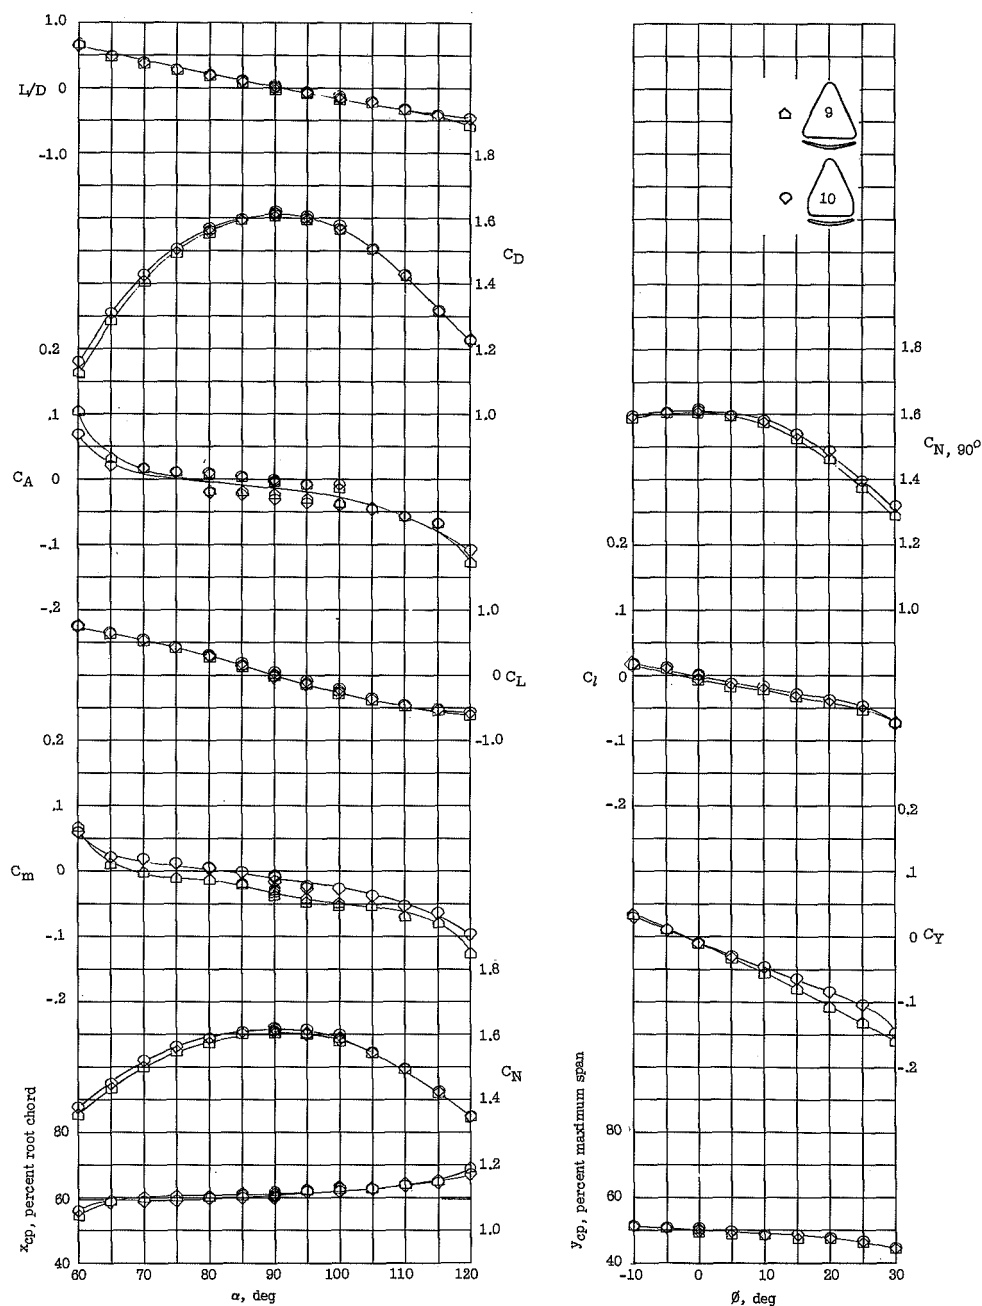 1.0
L/D 0
-1.0
1.8
1.6
C_D
1.4
0.2
1.2
.1
1.0
C_A 0
-.1
-.2
1.0
0 C_L
0.2
-1.0
.1
C_m 0
-.1
1.8
-.2
1.6
C_N
1.4
80
1.2
60
1.0
40
x_cp, percent root chord
60 70 80 90 100 110 120
α, deg
9
10
1.8
1.6
C_N, 90°
1.4
0.2
1.2
.1
1.0
C_l 0
-.1
-.2
0.2
.1
0 C_Y
-.1
-.2
80
60
40
y_cp, percent maximum span
-10 0 10 20 30
Ø, deg